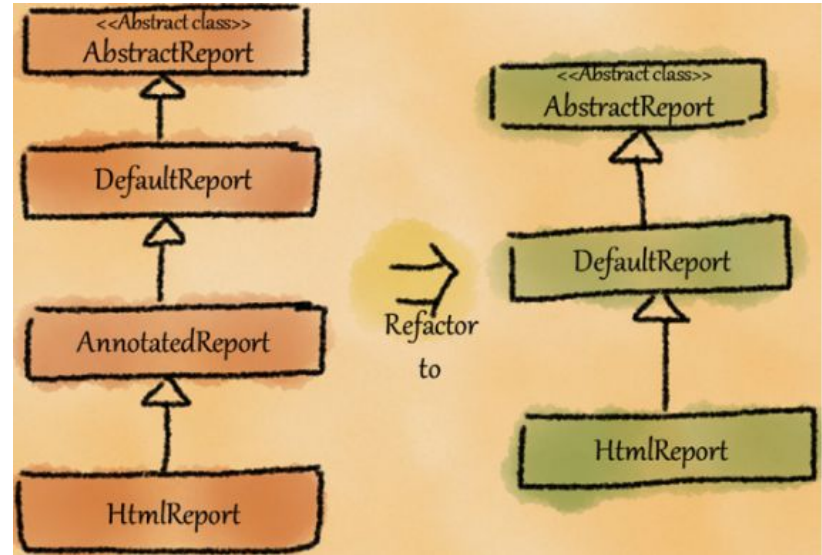 <<Abstract class>>
AbstractReport
DefaultReport
AnnotatedReport
HtmlReport
Refactor
to
<<Abstract class>>
AbstractReport
DefaultReport
HtmlReport